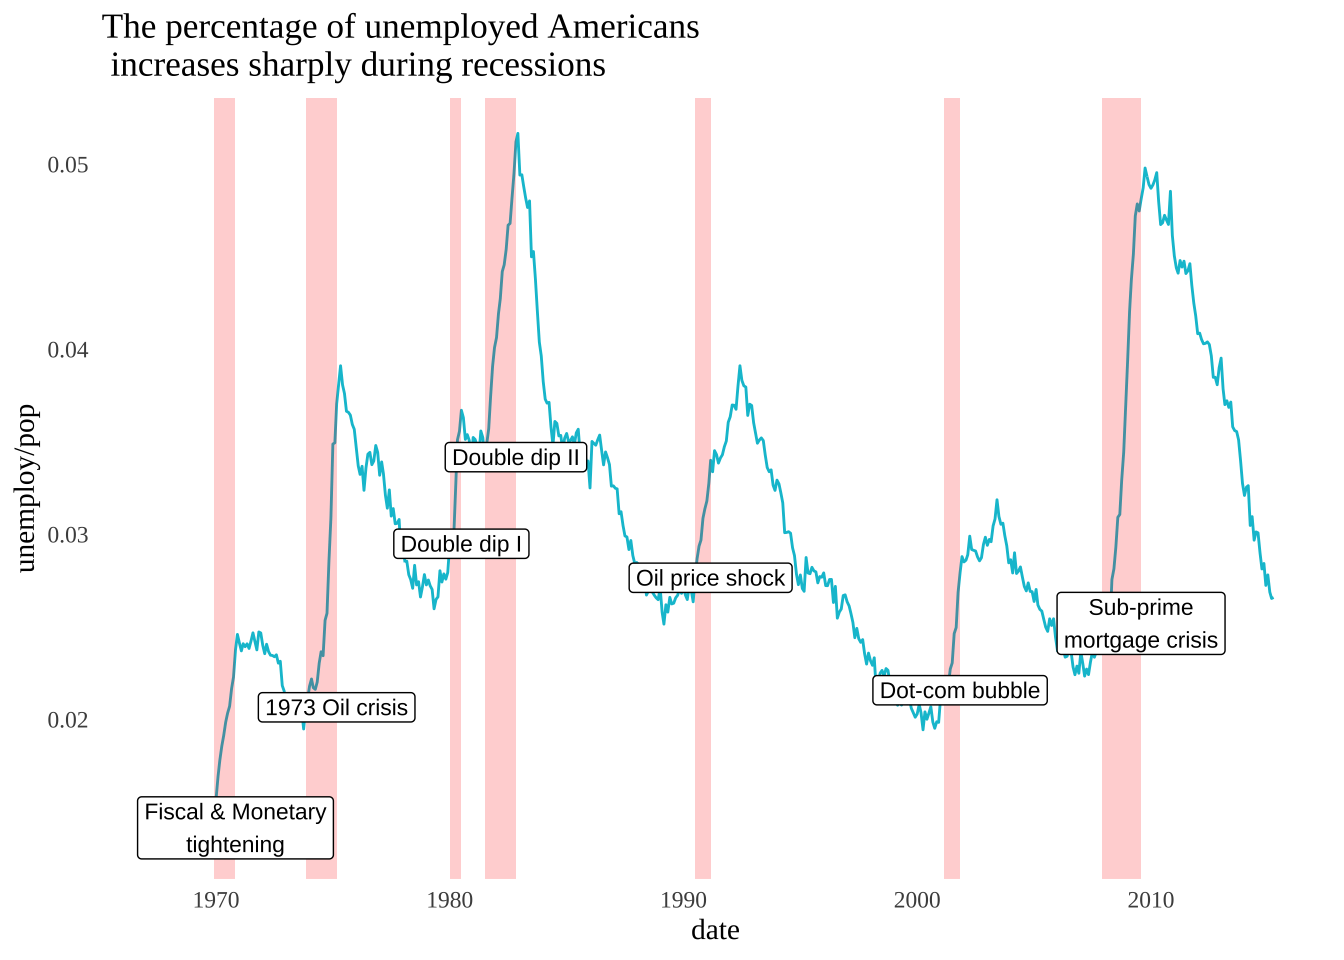 The percentage of unemployed Americans
increases sharply during recessions
unemploy/pop
0.05
0.04
0.03
0.02
Double dip II
Double dip I
Oil price shock
Sub-prime
mortgage crisis
Dot-com bubble
1973 Oil crisis
Fiscal & Monetary
tightening
1970
1980
1990
2000
2010
date